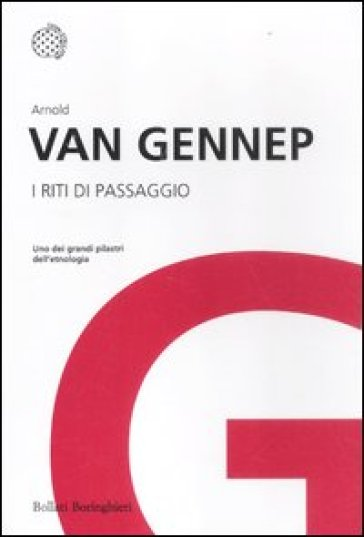 Arnold
VAN GENNEP
I RITI DI PASSAGGIO
Uno dei grandi pilastri
dell'etnologia
G
Bollati Boringhieri